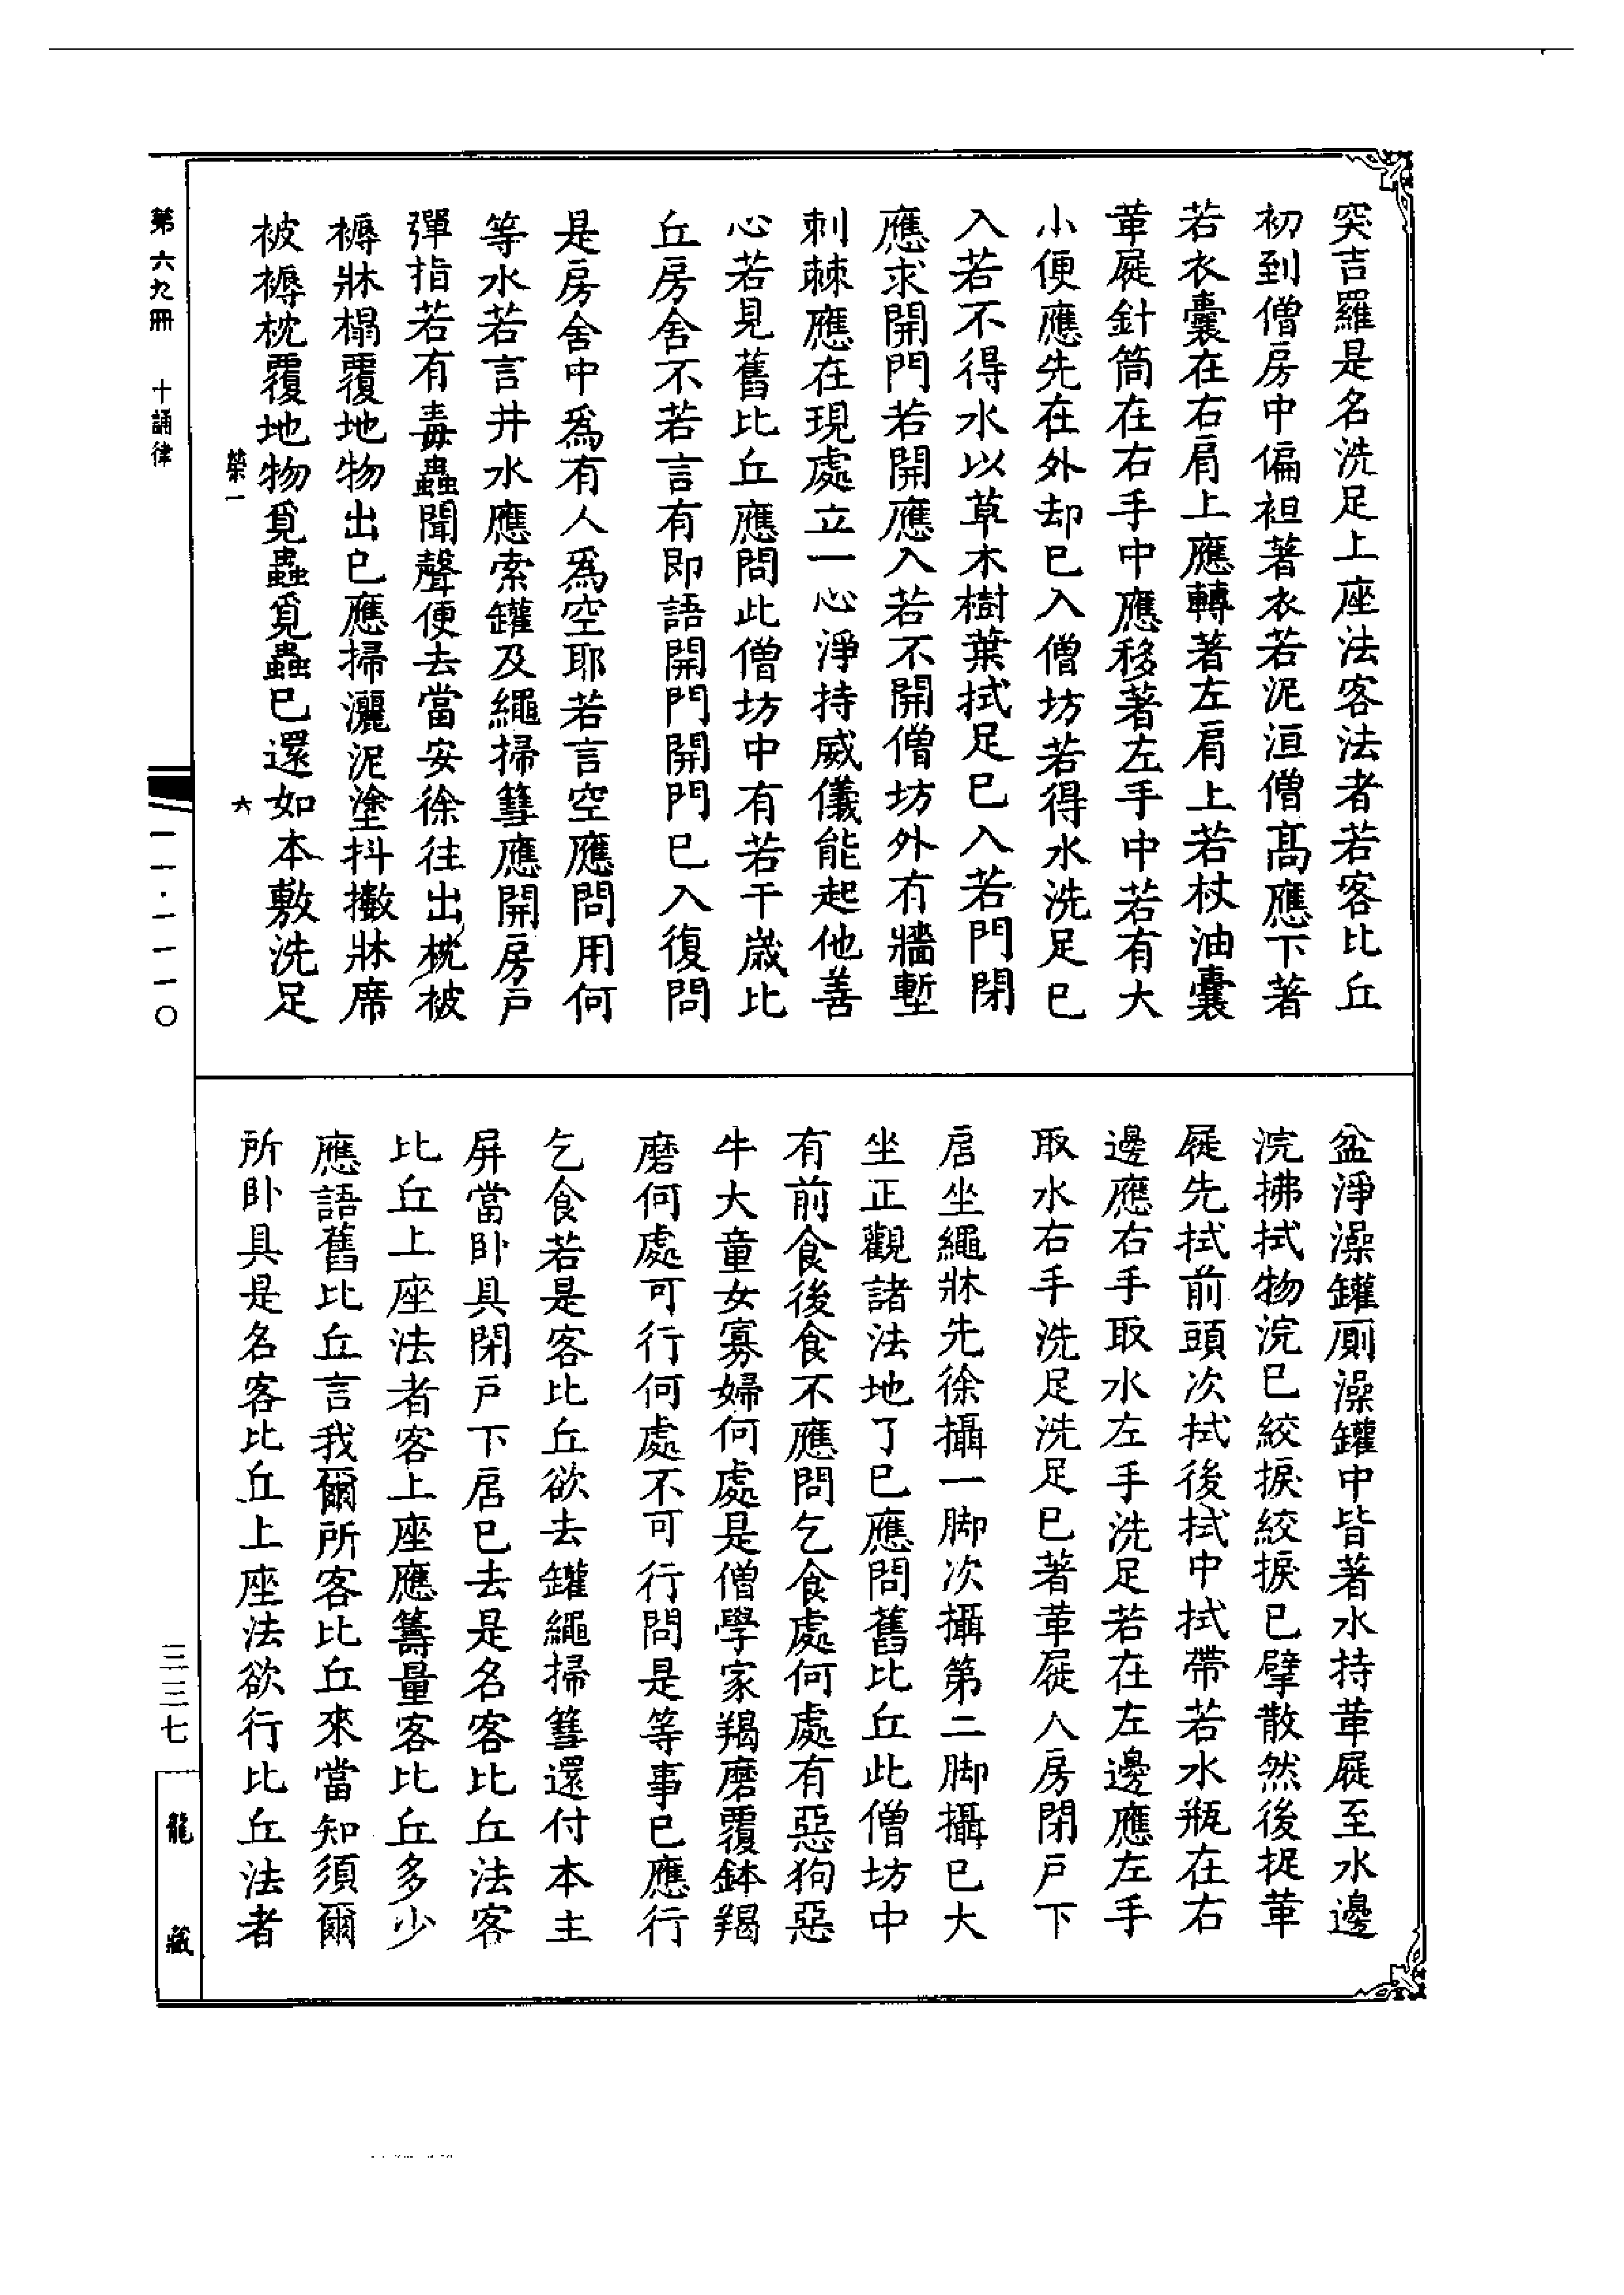 突吉羅是名洗足上座法客法者若客比丘
初到僧房中偏袒著衣若泥洹僧髙應下著
若衣囊在右肩上應轉著左肩上若杖油囊
革屣針筒在右手中應移著左手中若有大
小便應先在外却已入僧坊若得水洗足已
入若不得水以草木樹葉拭足已入若門閉
應求開門若開應入若不開僧坊外有牆塹
刺棘應在現處立一心淨持威儀能起他善
心若見舊比丘應問此僧坊中有若干歲比
丘房舍不若言有即語開門開門已入復問
是房舍中爲有人爲空耶若言空應問用何
等水若言井水應索罐及繩掃篲應開房户
彈指若有毒蟲聞聲便去當安徐往出枕被
褥牀榻覆地物出已應掃灑泥塗抖擻牀席
被褥枕覆地物覓蟲覓蟲已還如本敷洗足
盆淨澡罐廁澡罐中皆著水持革屣至水邊
浣拂拭物浣已絞捩絞捩已擘散然後捉革
屣先拭前頭次拭後拭中拭帶若水瓶在右
邊應右手取水左手洗足若在左邊應左手
取水右手洗足洗足已著革屣入房閉户下
扂坐繩牀先徐攝一脚次攝第二脚攝已大
坐正觀諸法地了已應問舊比丘此僧坊中
有前食後食不應問乞食處何處有惡狗惡
牛大童女寡婦何處是僧學家羯磨覆鉢羯
磨何處可行何處不可行問是等事已應行
乞食若是客比丘欲去罐繩掃篲還付本主
屏當卧具閉户下扂已去是名客比丘法客
比丘上座法者客上座應籌量客比丘多少
應語舊比丘言我爾所客比丘來當知須爾
所卧具是名客比丘上座法欲行比丘法者
榮一
六
第六九冊 十誦律
一一·一一一〇
三三七
龍藏